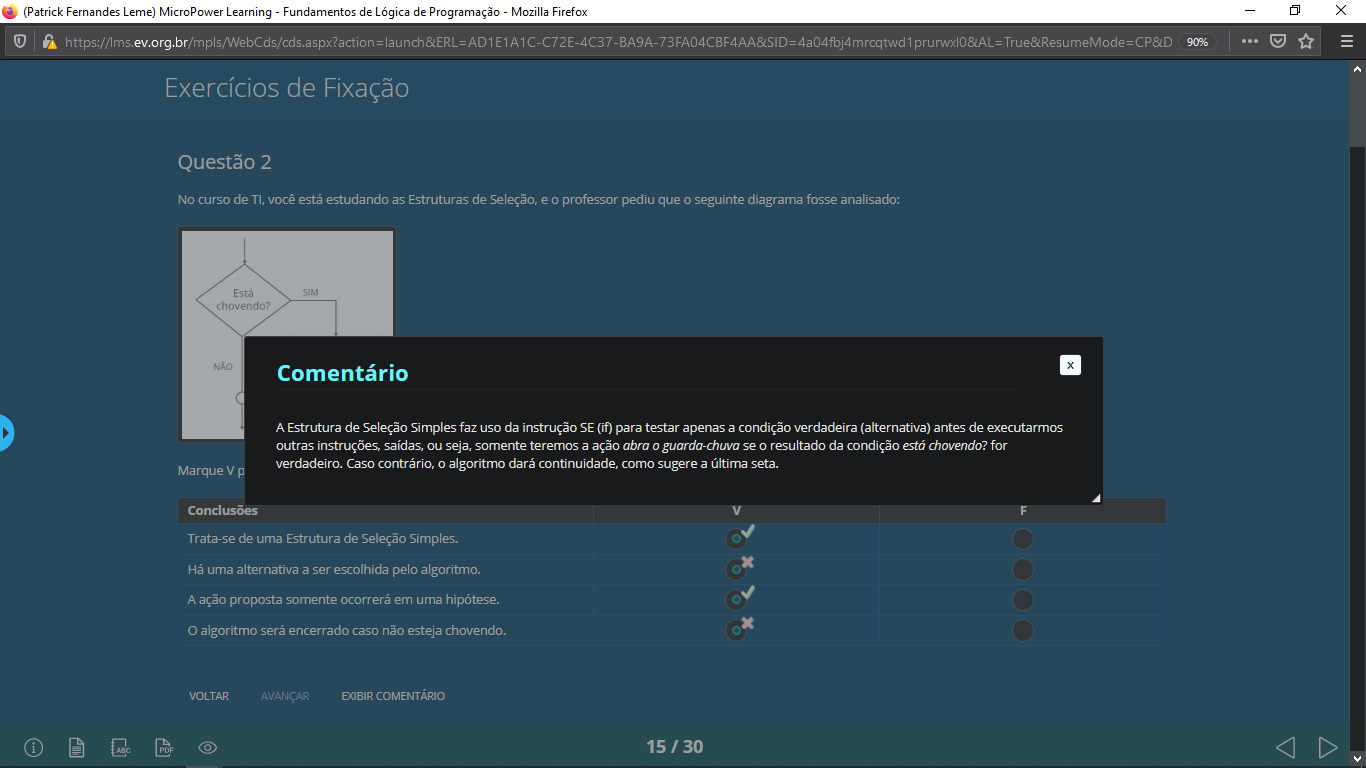 (Patrick Fernandes Leme) MicroPower Learning - Fundamentos de Lógica de Programação - Mozilla Firefox
https://lms.ev.org.br/mpls/WebCds/cds.aspx?action=launch&ERL=AD1E1A1C-C72E-4C37-BA9A-73FA04CBF4AA&SID=4a04fbj4mrcqtwd1prurwxl0&AL=True&ResumeMode=CP&D 90%
Exercícios de Fixação
Questão 2
No curso de TI, você está estudando as Estruturas de Seleção, e o professor pediu que o seguinte diagrama fosse analisado:
Está
chovendo?
SIM
NÃO
Comentário
x
A Estrutura de Seleção Simples faz uso da instrução SE (if) para testar apenas a condição verdadeira (alternativa) antes de executarmos
outras instruções, saídas, ou seja, somente teremos a ação abra o guarda-chuva se o resultado da condição está chovendo? for
verdadeiro. Caso contrário, o algoritmo dará continuidade, como sugere a última seta.
Marque V p
Conclusões V F
Trata-se de uma Estrutura de Seleção Simples.
Há uma alternativa a ser escolhida pelo algoritmo.
A ação proposta somente ocorrerá em uma hipótese.
O algoritmo será encerrado caso não esteja chovendo.
VOLTAR AVANÇAR EXIBIR COMENTÁRIO
ABC PDF 15 / 30